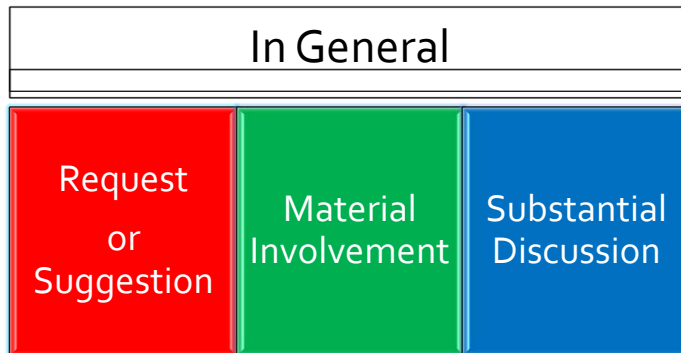 In General
Request
or
Suggestion
Material
Involvement
Substantial
Discussion